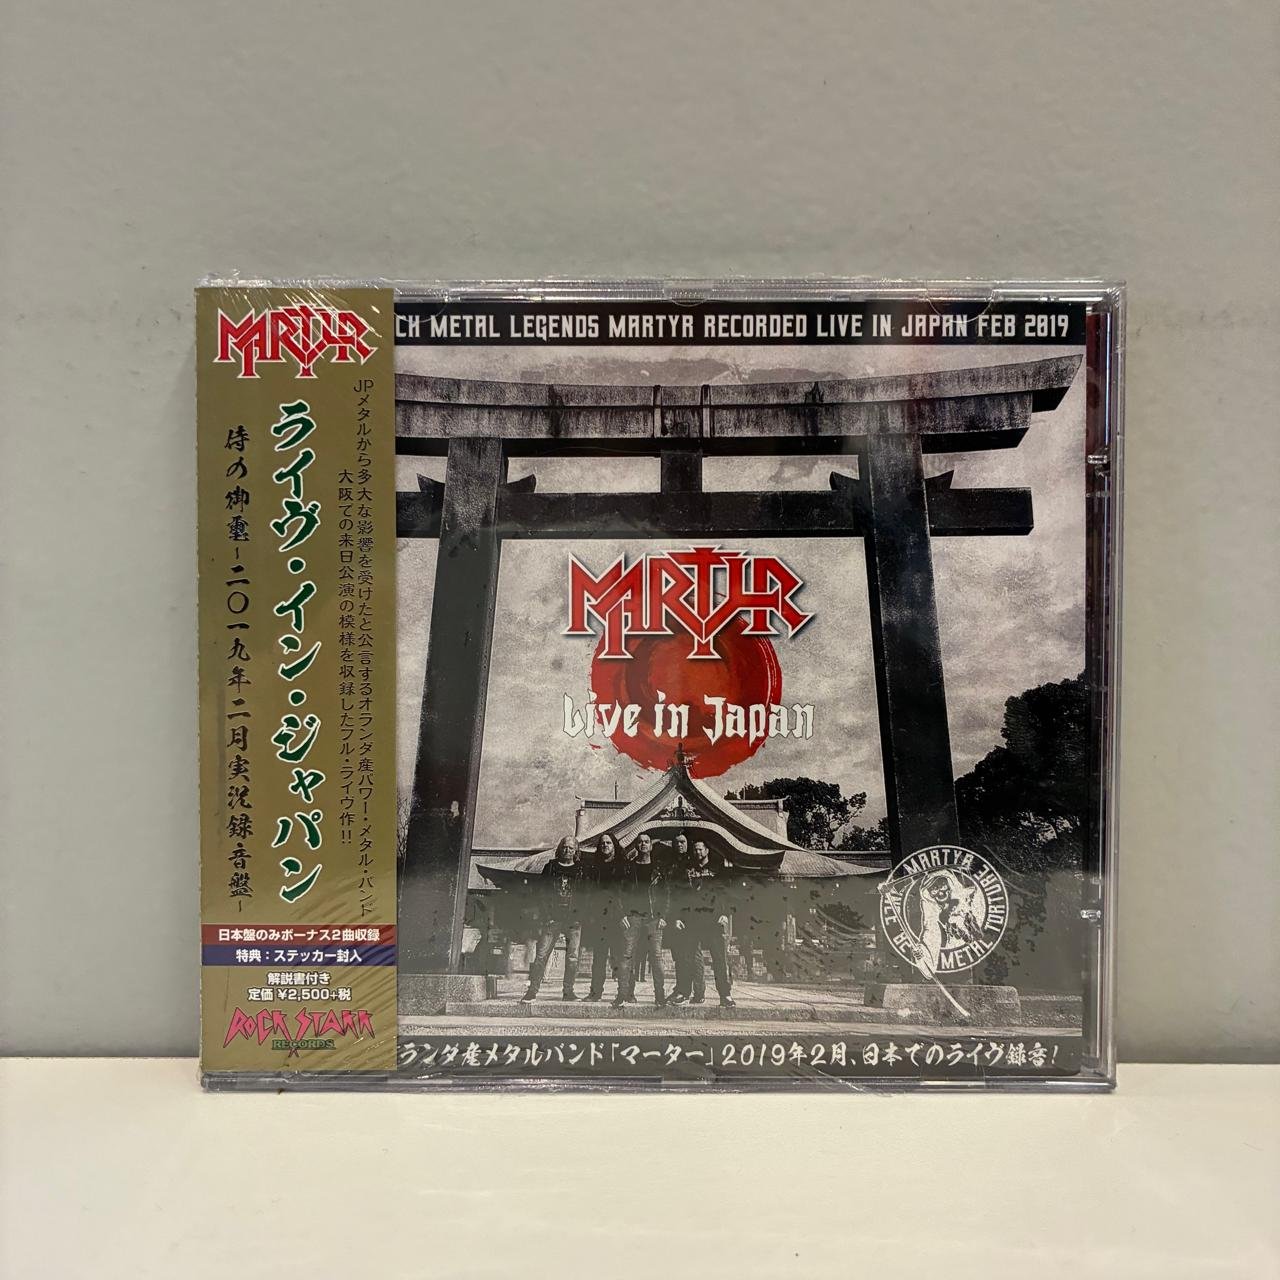 MARTYR
JPメタルから多大な影響を受けたと公言するオランダ産パワー・メタル・バンド
大阪での来日公演の模様を収録したフル・ライヴ作!!
ライヴ・イン・ジャパン
侍の御霊~二〇一九年二月実況録音盤~
日本盤のみボーナス2曲収録
特典：ステッカー封入
解説書付き
定価 ¥2,500+税
ROCK STAKK
RECORDS
CH METAL LEGENDS MARTYR RECORDED LIVE IN JAPAN FEB 2019
MARTYR
Live in Japan
MARTYR
METAL TORTURE
ランダ産メタルバンド「マーター」2019年2月、日本でのライヴ録音!